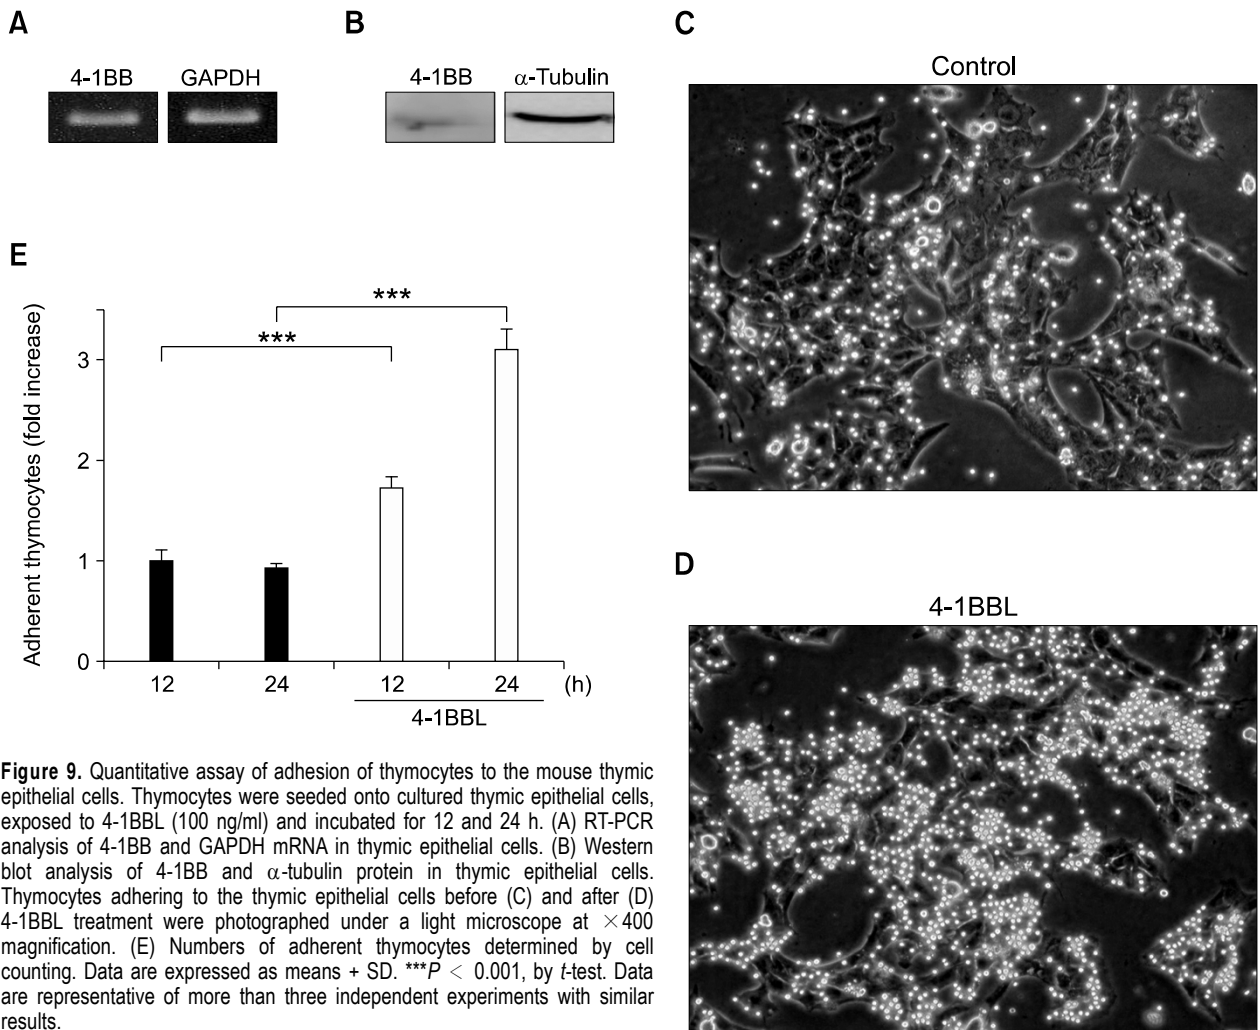 A
4-1BB
GAPDH
B
4-1BB
α-Tubulin
C
Control
E
Adherent thymocytes (fold increase)
3
2
1
0
***
***
12
24
12
24
(h)
4-1BBL
D
4-1BBL
Figure 9. Quantitative assay of adhesion of thymocytes to the mouse thymic
epithelial cells. Thymocytes were seeded onto cultured thymic epithelial cells,
exposed to 4-1BBL (100 ng/ml) and incubated for 12 and 24 h. (A) RT-PCR
analysis of 4-1BB and GAPDH mRNA in thymic epithelial cells. (B) Western
blot analysis of 4-1BB and α-tubulin protein in thymic epithelial cells.
Thymocytes adhering to the thymic epithelial cells before (C) and after (D)
4-1BBL treatment were photographed under a light microscope at ×400
magnification. (E) Numbers of adherent thymocytes determined by cell
counting. Data are expressed as means + SD. ***P < 0.001, by t-test. Data
are representative of more than three independent experiments with similar
results.